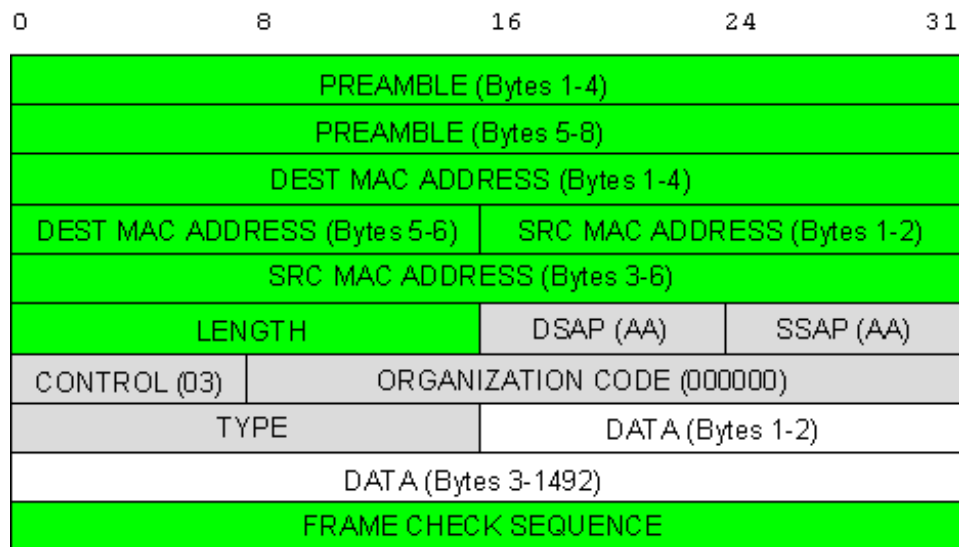 0 8 16 24 31
PREAMBLE (Bytes 1-4)
PREAMBLE (Bytes 5-8)
DEST MAC ADDRESS (Bytes 1-4)
DEST MAC ADDRESS (Bytes 5-6) SRC MAC ADDRESS (Bytes 1-2)
SRC MAC ADDRESS (Bytes 3-6)
LENGTH DSAP (AA) SSAP (AA)
CONTROL (03) ORGANIZATION CODE (000000)
TYPE DATA (Bytes 1-2)
DATA (Bytes 3-1492)
FRAME CHECK SEQUENCE